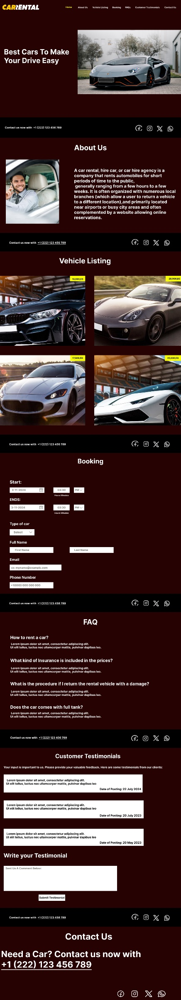 CARRENTAL
Home About Us Vehicle Listing Booking FAQs Customer Testimonials Contact Us
Best Cars To Make
Your Drive Easy
Contact us now with +1 (222) 123 456 789
About Us
A car rental, hire car, or car hire agency is a
company that rents automobiles for short
periods of time to the public,
generally ranging from a few hours to a few
weeks. It is often organized with numerous local
branches (which allow a user to return a vehicle
to a different location),and primarily located
near airports or busy city areas and often
complemented by a website allowing online
reservations.
Contact us now with +1 (222) 123 456 789
Vehicle Listing
10,000,EG
20,000,EG
17,000,EG
25,000,EG
Contact us now with +1 (222) 123 456 789
Booking
Start:
3-11-2024 03:30 PM
Hours Minutes
ENDS:
3-11-2024 03:30 PM
Hours Minutes
Type of car
Select
Full Name
First Name Last Name
Email
ex: myname@example.com
Phone Number
+1(000) 000 000 000
Contact us now with +1 (222) 123 456 789
FAQ
How to rent a car?
Lorem ipsum dolor sit amet, consectetur adipiscing elit.
Ut elit tellus, luctus nec ullamcorper mattis, pulvinar dapibus leo.
What kind of Insurance is included in the prices?
Lorem ipsum dolor sit amet, consectetur adipiscing elit.
Ut elit tellus, luctus nec ullamcorper mattis, pulvinar dapibus leo.
What is the procedure if I return the rental vehicle with a damage?
Lorem ipsum dolor sit amet, consectetur adipiscing elit.
Ut elit tellus, luctus nec ullamcorper mattis, pulvinar dapibus leo.
Does the car comes with full tank?
Lorem ipsum dolor sit amet, consectetur adipiscing elit.
Ut elit tellus, luctus nec ullamcorper mattis, pulvinar dapibus leo.
Contact us now with +1 (222) 123 456 789
Customer Testimonials
Your input is important to us. Please provide your valuable feedback. Here are some testimonials from our clients:
Lorem ipsum dolor sit amet, consectetur adipiscing elit.
Ut elit tellus, luctus nec ullamcorper mattis, pulvinar dapibus leo
Date of Posting: 22 July 2024
Lorem ipsum dolor sit amet, consectetur adipiscing elit.
Ut elit tellus, luctus nec ullamcorper mattis, pulvinar dapibus leo
Date of Posting: 20 July 2023
Lorem ipsum dolor sit amet, consectetur adipiscing elit.
Ut elit tellus, luctus nec ullamcorper mattis, pulvinar dapibus leo
Date of Posting: 20 May 2023
Write your Testimonial
Sent Us A Comment Below:
Submit Testimonial
Contact us now with +1 (222) 123 456 789
Contact Us
Need a Car? Contact us now with
+1 (222) 123 456 789